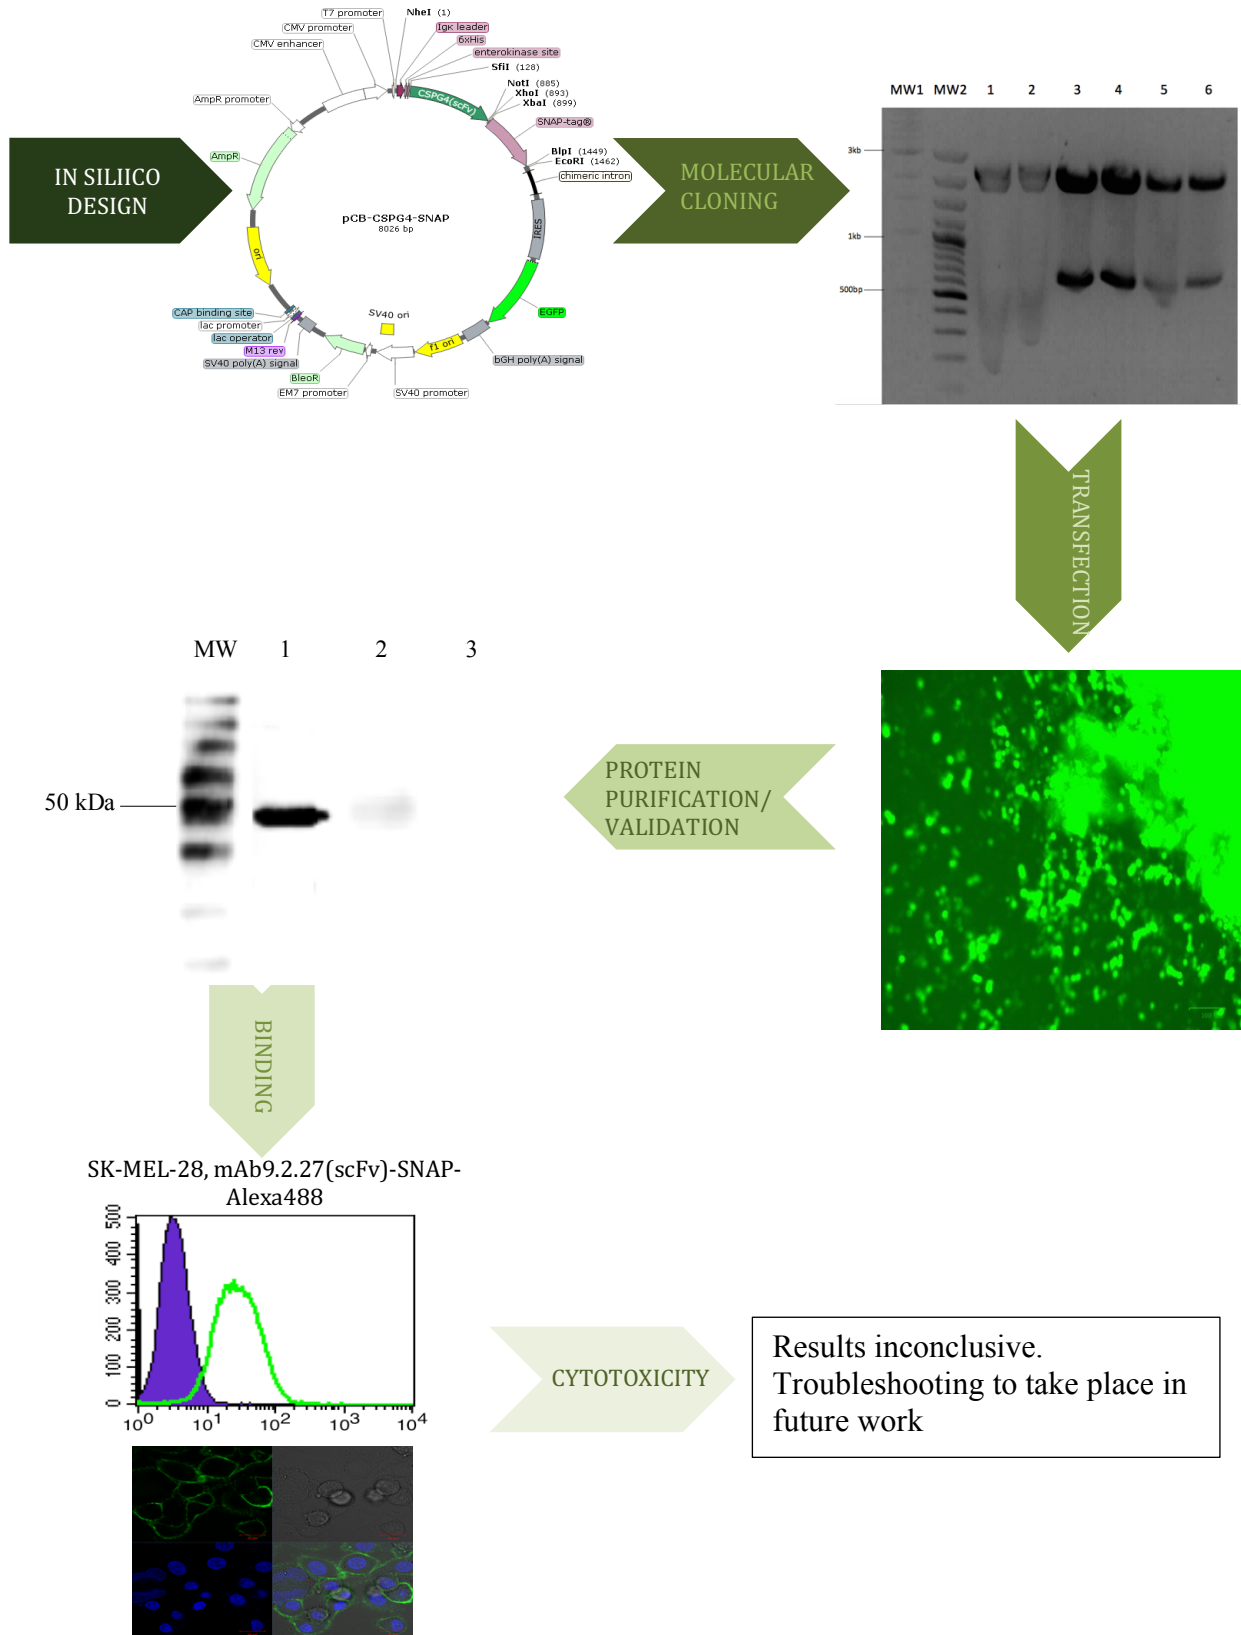 T7 promoter
NheI (1)
CMV promoter
Igκ leader
6xHis
CMV enhancer
enterokinase site
SfiI (128)
NotI (885)
XhoI (893)
XbaI (899)
AmpR promoter
CSPG4(scFv)
SNAP-tag®
AmpR
BlpI (1449)
EcoRI (1462)
chimeric intron
pCB-CSPG4-SNAP
8026 bp
ori
IRES
CAP binding site
lac promoter
lac operator
M13 rev
SV40 poly(A) signal
SV40 ori
EGFP
f1 ori
bGH poly(A) signal
BleoR
EM7 promoter
SV40 promoter
IN SILIICO
DESIGN
MOLECULAR
CLONING
MW1 MW2 1 2 3 4 5 6
3kb
1kb
500bp
TRANSFECTION
MW 1 2 3
50 kDa
PROTEIN
PURIFICATION/
VALIDATION
BINDING
SK-MEL-28, mAb9.2.27(scFv)-SNAP-
Alexa488
500
400
300
200
100
0
10⁰ 10¹ 10² 10³ 10⁴
CYTOTOXICITY
Results inconclusive.
Troubleshooting to take place in
future work